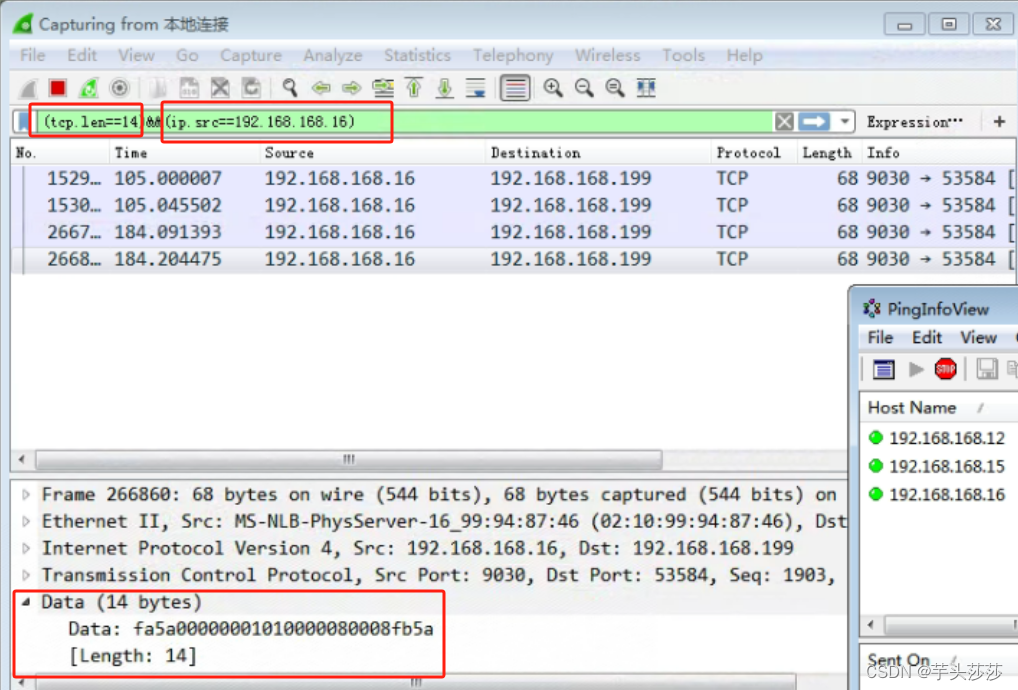 Capturing from 本地连接
File Edit View Go Capture Analyze Statistics Telephony Wireless Tools Help
(tcp.len==14)&&(ip.src==192.168.168.16)
Expression…
+
No. Time Source Destination Protocol Length Info
1529… 105.000007 192.168.168.16 192.168.168.199 TCP 68 9030 → 53584 [
1530… 105.045502 192.168.168.16 192.168.168.199 TCP 68 9030 → 53584 [
2667… 184.091393 192.168.168.16 192.168.168.199 TCP 68 9030 → 53584 [
2668… 184.204475 192.168.168.16 192.168.168.199 TCP 68 9030 → 53584 [
Frame 266860: 68 bytes on wire (544 bits), 68 bytes captured (544 bits) on
Ethernet II, Src: MS-NLB-PhysServer-16_99:94:87:46 (02:10:99:94:87:46), Dst
Internet Protocol Version 4, Src: 192.168.168.16, Dst: 192.168.168.199
Transmission Control Protocol, Src Port: 9030, Dst Port: 53584, Seq: 1903,
Data (14 bytes)
Data: fa5a00000001010000080008fb5a
[Length: 14]
PingInfoView
File Edit View
STOP
Host Name /
192.168.168.12
192.168.168.15
192.168.168.16
Sent On /
CSDN @芋头莎莎